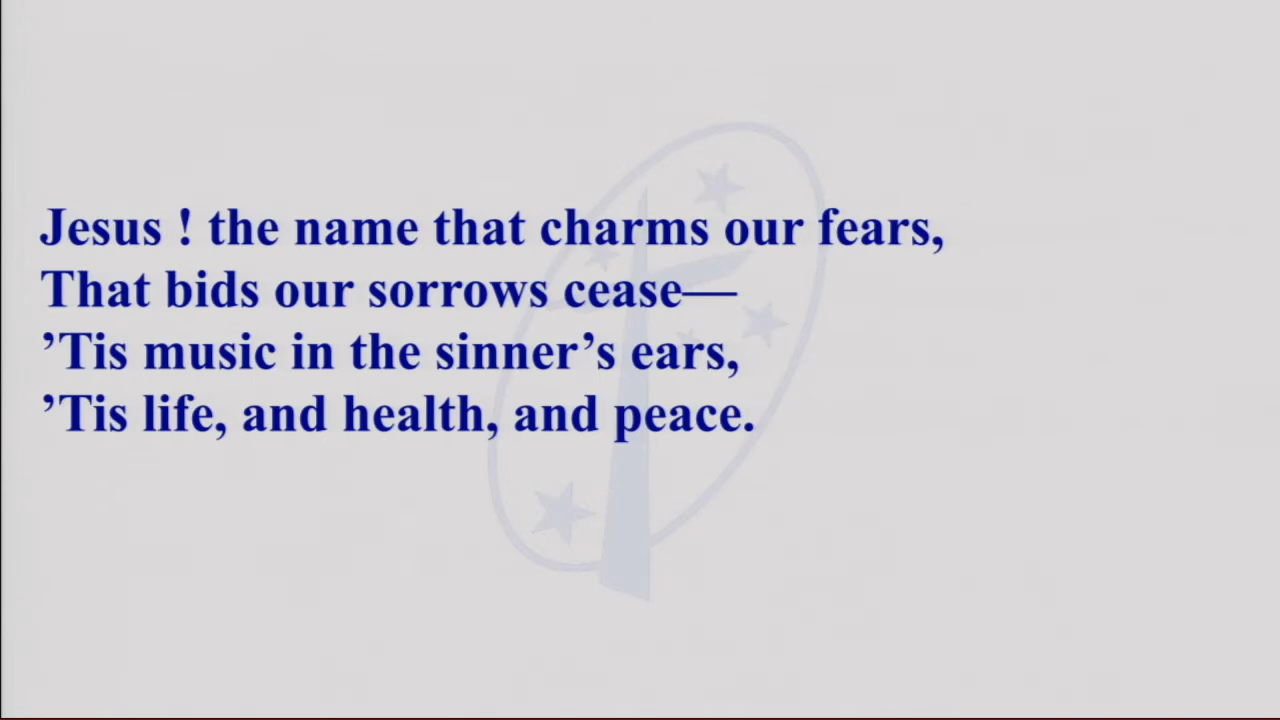 Jesus ! the name that charms our fears,
That bids our sorrows cease—
’Tis music in the sinner’s ears,
’Tis life, and health, and peace.